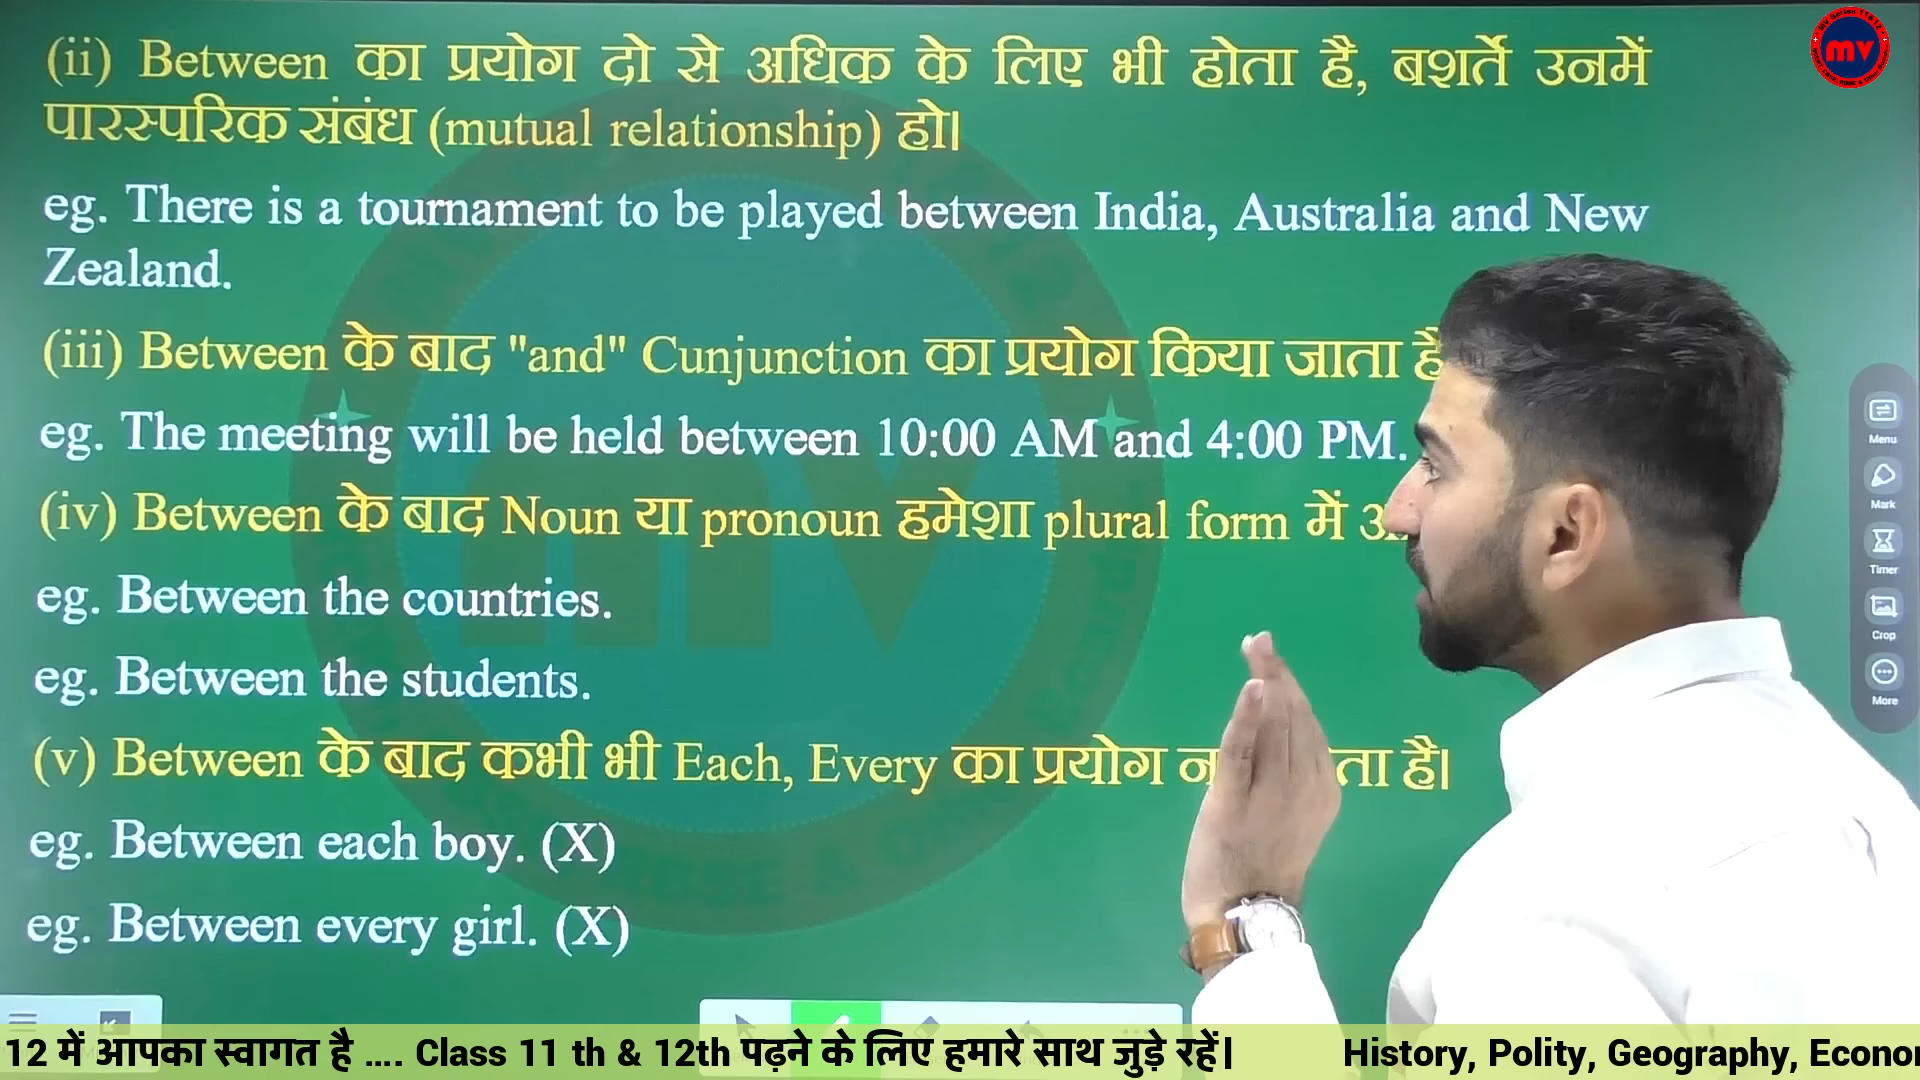 (ii) Between का प्रयोग दो से अधिक के लिए भी होता है, बशर्ते उनमें
पारस्परिक संबंध (mutual relationship) हो।
eg. There is a tournament to be played between India, Australia and New
Zealand.
(iii) Between के बाद "and" Cunjunction का प्रयोग किया जाता है
eg. The meeting will be held between 10:00 AM and 4:00 PM.
(iv) Between के बाद Noun या pronoun हमेशा plural form में
eg. Between the countries.
eg. Between the students.
(v) Between के बाद कभी भी Each, Every का प्रयोग है।
eg. Between each boy. (X)
eg. Between every girl. (X)
mv
Menu
Mark
Timer
Crop
More
12 में आपका स्वागत है .... Class 11 th & 12th पढ़ने के लिए हमारे साथ जुड़े रहें। History, Polity, Geography,